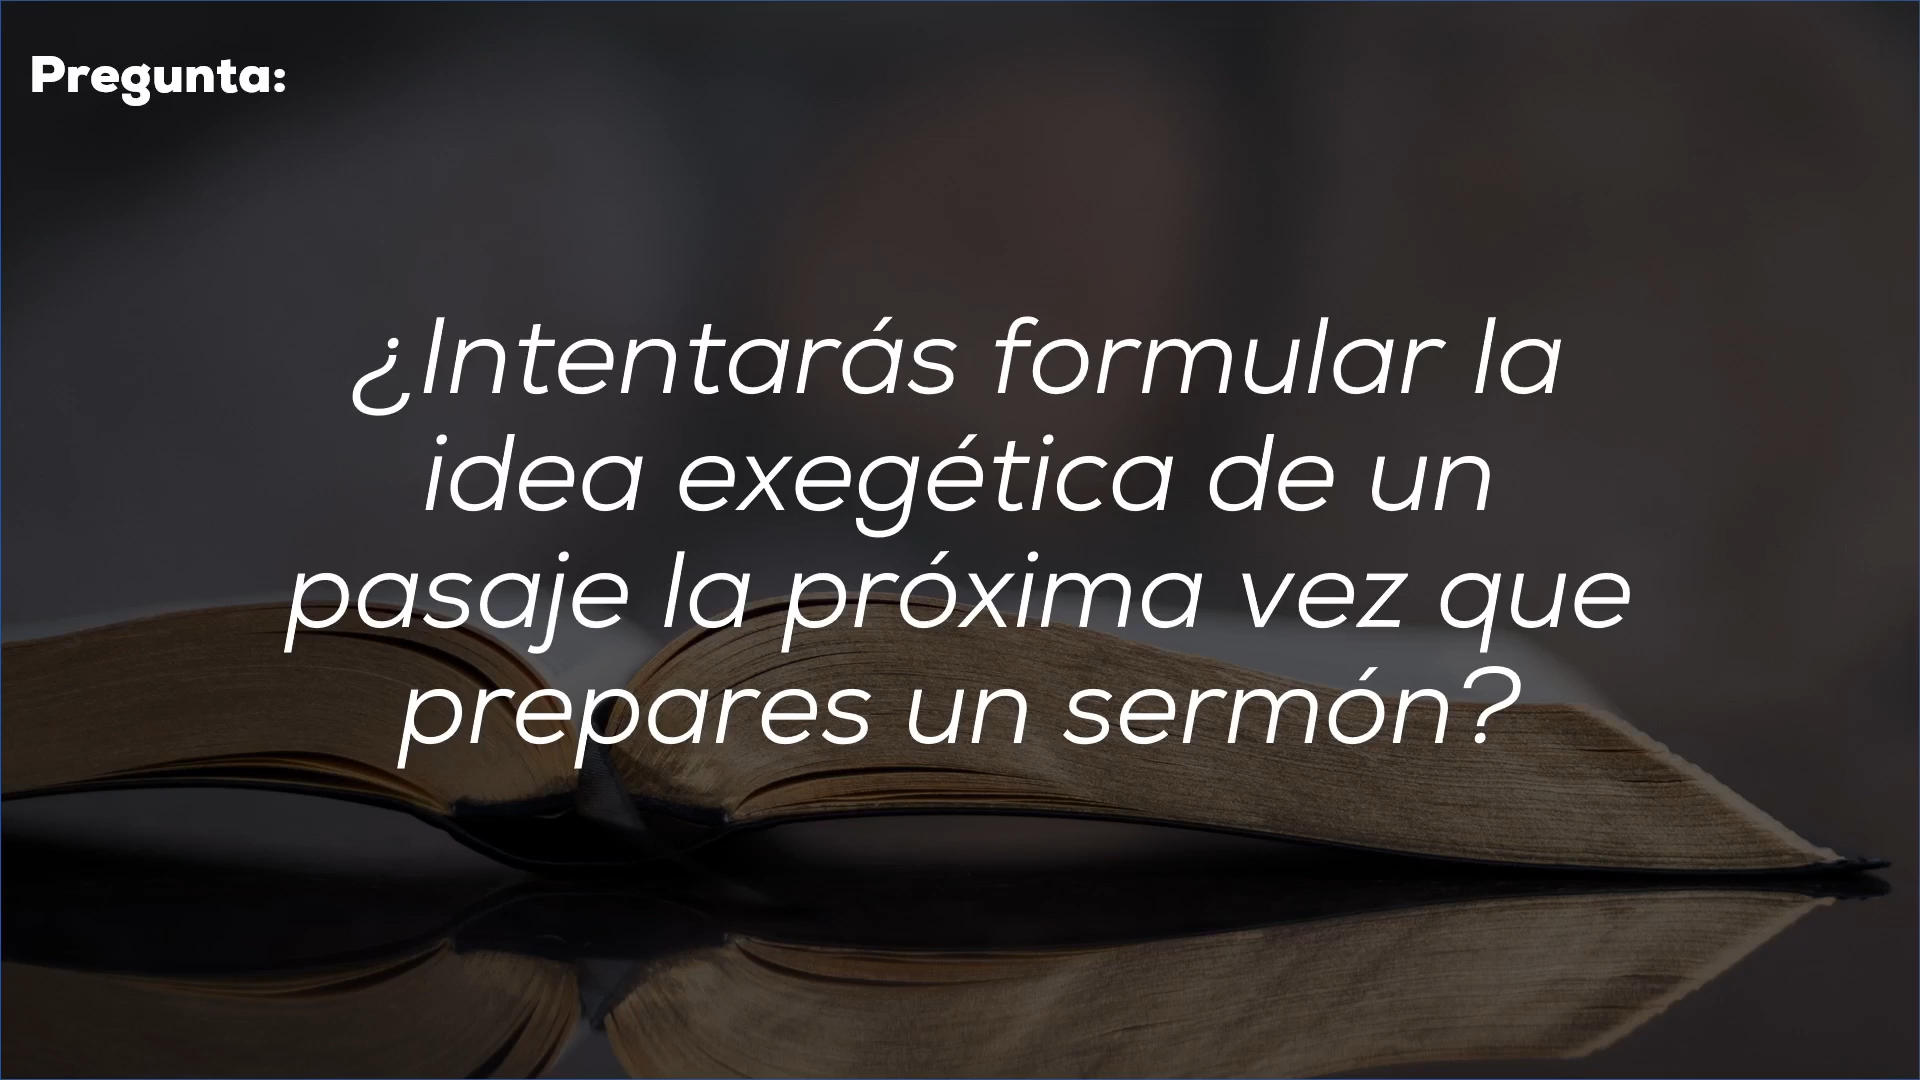 Pregunta:
¿Intentarás formular la
idea exegética de un
pasaje la próxima vez que
prepares un sermón?